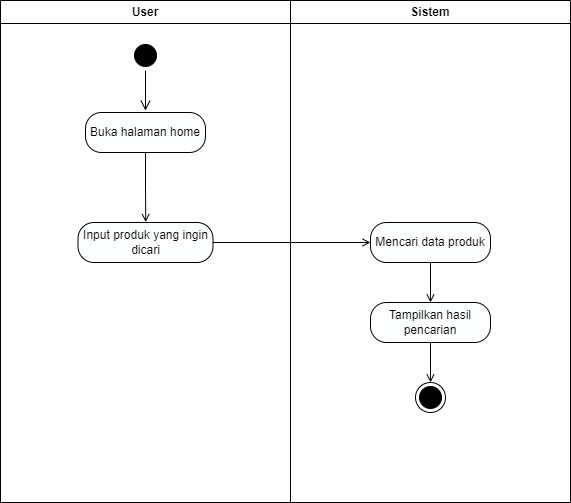 User
Sistem
Buka halaman home
Input produk yang ingin
dicari
Mencari data produk
Tampilkan hasil
pencarian